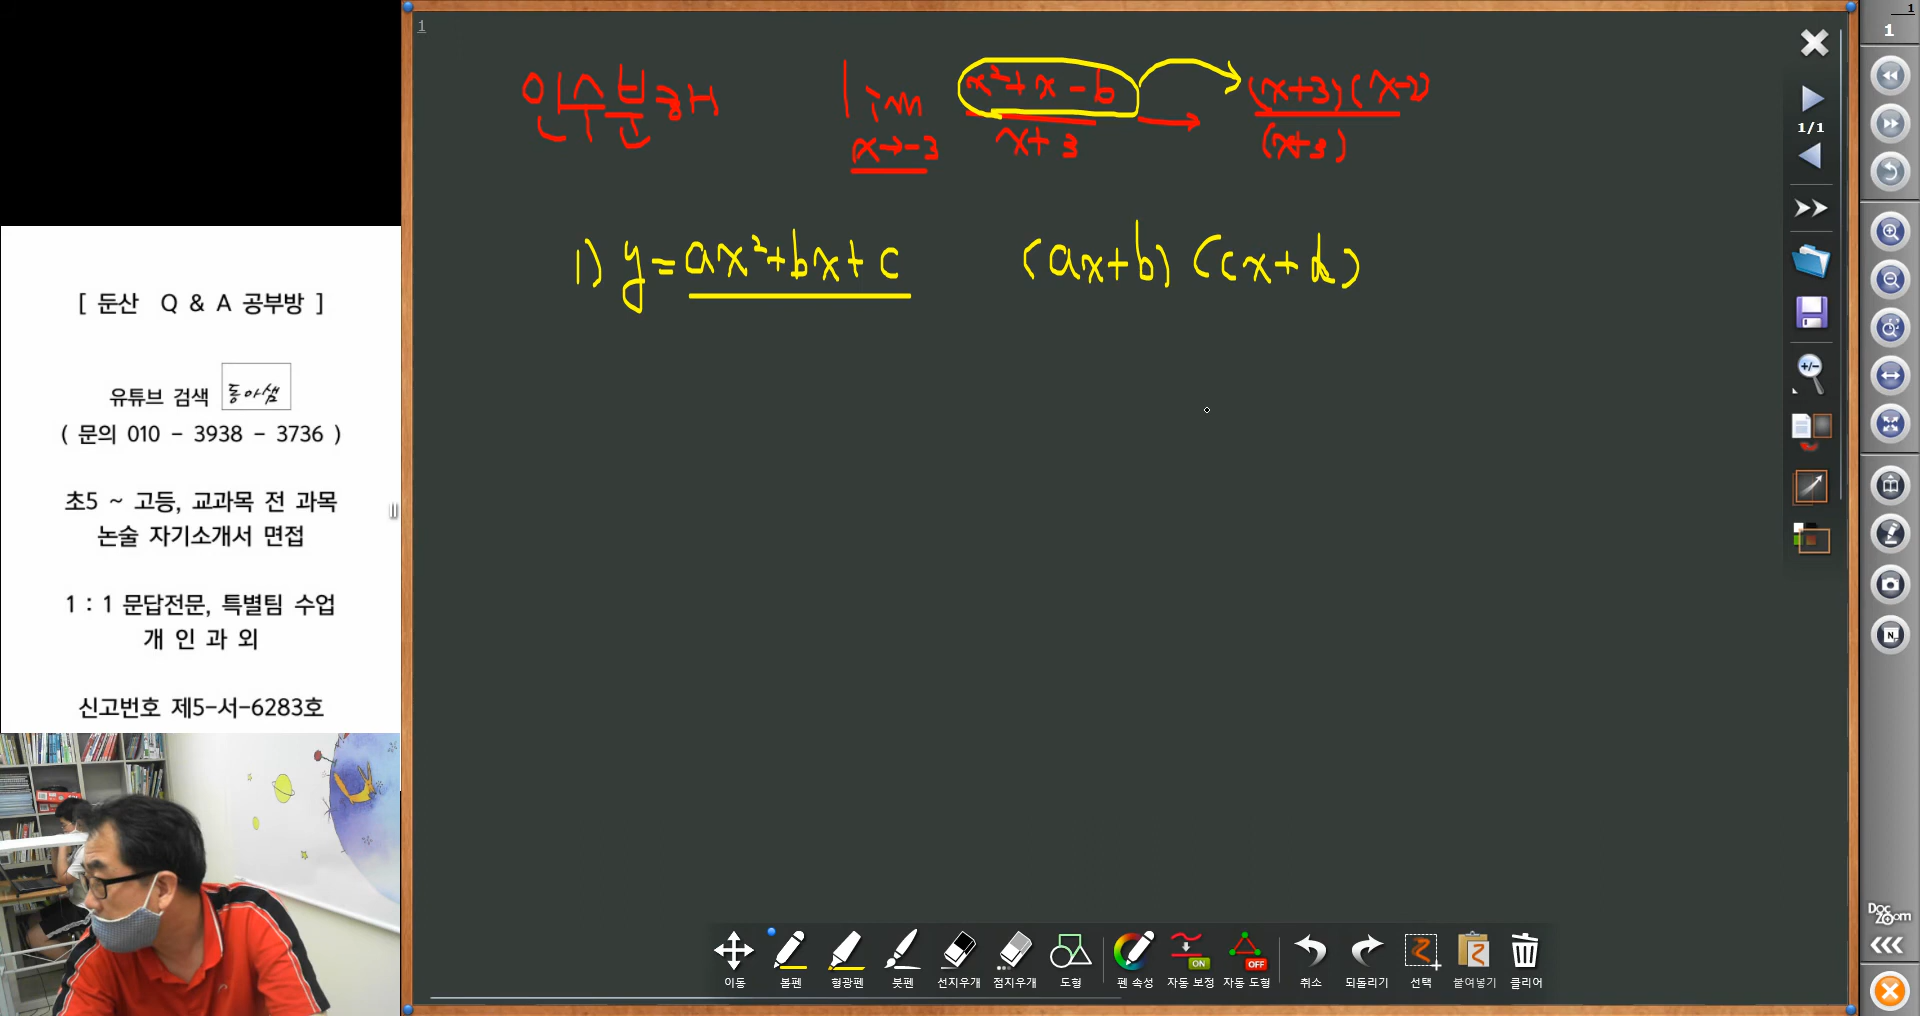 1
1
1
인수분해 lim x→-3 x²+x-6 / x+3 → (x+3)(x-2) / (x+3)
1) y=ax²+bx+c (ax+b)(cx+d)
[ 둔산 Q & A 공부방 ]
유튜브 검색 동아샘
( 문의 010 - 3938 - 3736 )
초5 ~ 고등, 교과목 전 과목
논술 자기소개서 면접
1 : 1 문답전문, 특별팀 수업
개 인 과 외
신고번호 제5-서-6283호
1/1
+/-
N
Doc Zoom
ON OFF
이동 볼펜 형광펜 붓펜 선지우개 점지우개 도형 펜 속성 자동 보정 자동 도형 취소 되돌리기 선택 붙여넣기 클리어